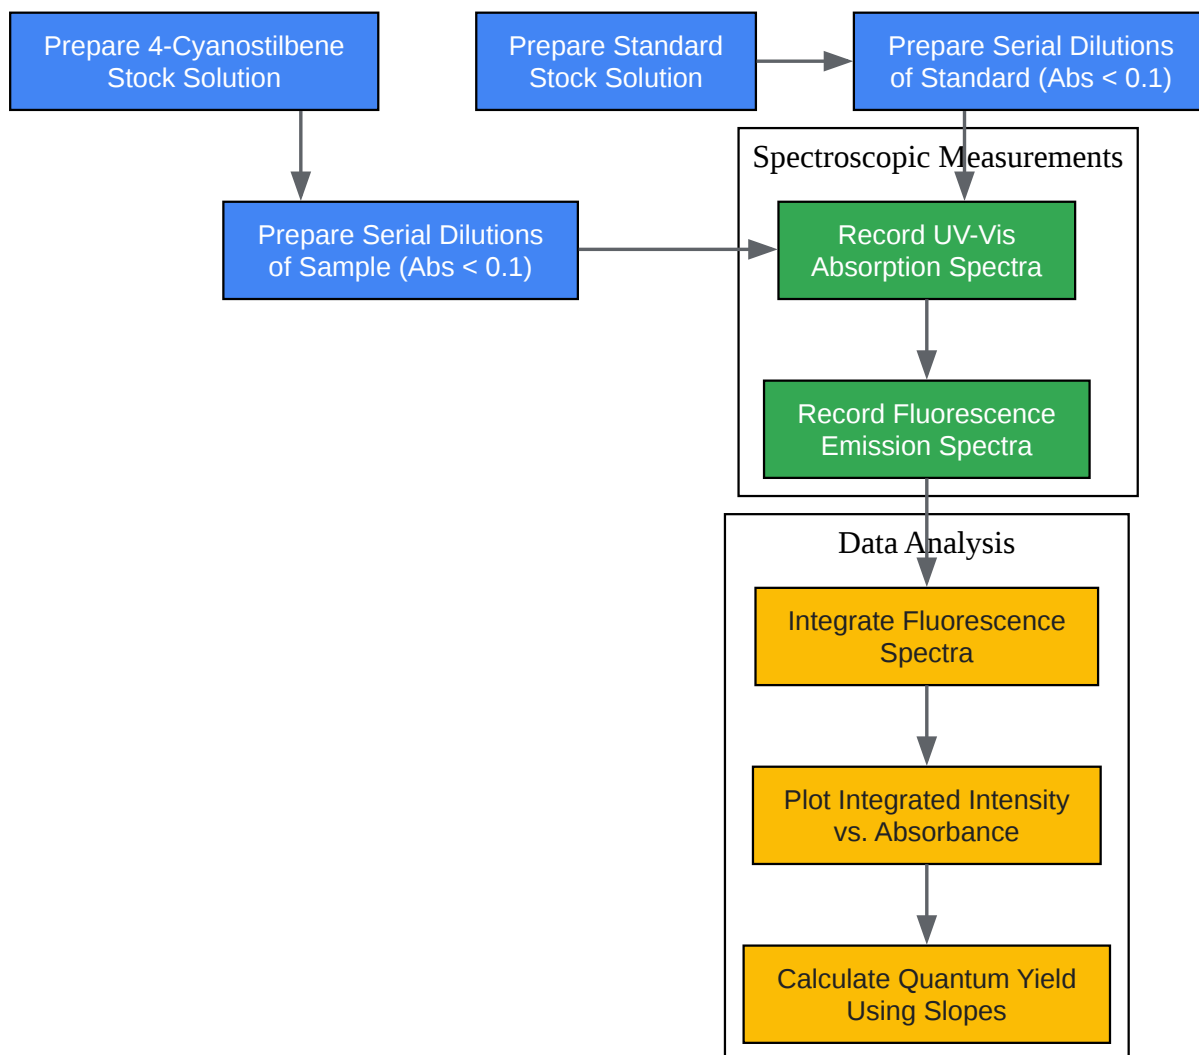 Prepare 4-Cyanostilbene
Stock Solution
Prepare Standard
Stock Solution
Prepare Serial Dilutions
of Standard (Abs < 0.1)
Spectroscopic Measurements
Prepare Serial Dilutions
of Sample (Abs < 0.1)
Record UV-Vis
Absorption Spectra
Record Fluorescence
Emission Spectra
Data Analysis
Integrate Fluorescence
Spectra
Plot Integrated Intensity
vs. Absorbance
Calculate Quantum Yield
Using Slopes